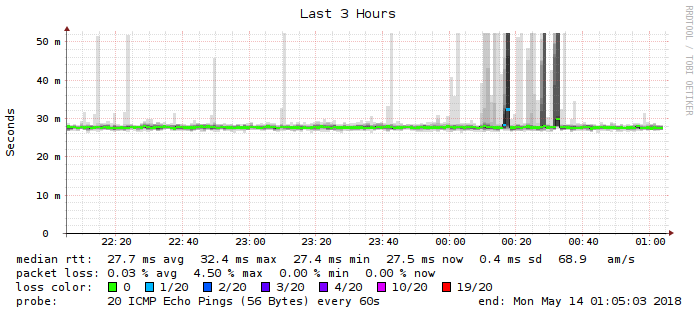 Last 3 Hours
RRDTOOL / TOBI OETIKER
Seconds
50 m
40 m
30 m
20 m
10 m
0
22:20 22:40 23:00 23:20 23:40 00:00 00:20 00:40 01:00
median rtt: 27.7 ms avg 32.4 ms max 27.4 ms min 27.5 ms now 0.4 ms sd 68.9 am/s
packet loss: 0.03 % avg 4.50 % max 0.00 % min 0.00 % now
loss color: 0 1/20 2/20 3/20 4/20 10/20 19/20
probe: 20 ICMP Echo Pings (56 Bytes) every 60s end: Mon May 14 01:05:03 2018